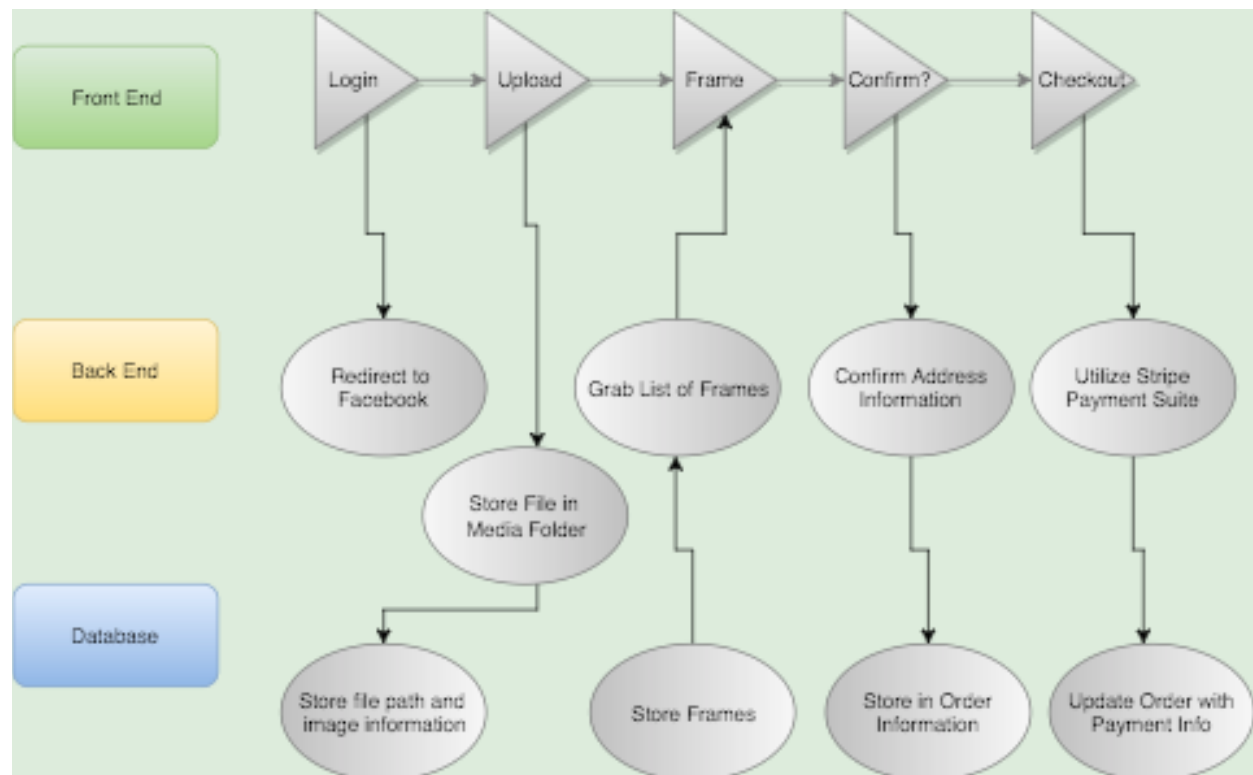 Front End
Login
Upload
Frame
Confirm?
Checkout
Back End
Redirect to
Facebook
Grab List of Frames
Confirm Address
Information
Utilize Stripe
Payment Suite
Store File in
Media Folder
Database
Store file path and
image information
Store Frames
Store in Order
Information
Update Order with
Payment Info